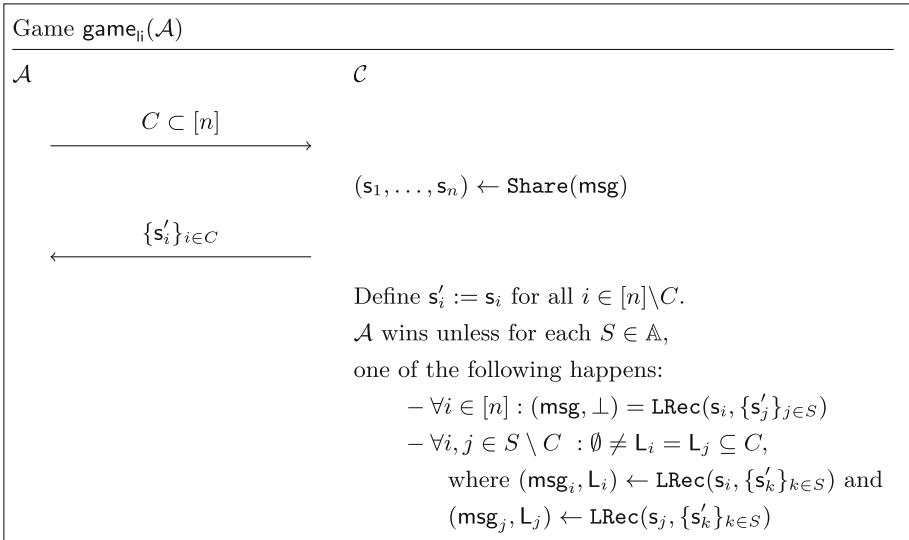 Game game_li(𝒜)
𝒜 𝒞
C ⊂ [n]
(s_1, . . . , s_n) ← Share(msg)
{s'_i}_{i∈C}
Define s'_i := s_i for all i ∈ [n]\C.
𝒜 wins unless for each S ∈ 𝔸,
one of the following happens:
− ∀i ∈ [n] : (msg, ⊥) = LRec(s_i, {s'_j}_{j∈S})
− ∀i, j ∈ S \ C : ∅ ≠ L_i = L_j ⊆ C,
where (msg_i, L_i) ← LRec(s_i, {s'_k}_{k∈S}) and
(msg_j, L_j) ← LRec(s_j, {s'_k}_{k∈S})